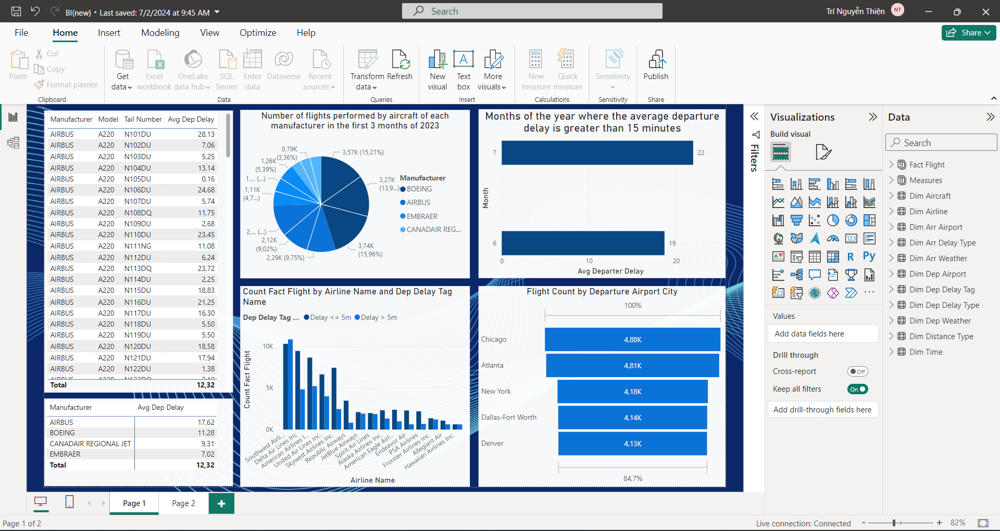 BI(new) • Last saved: 7/2/2024 at 9:45 AM
Search
Trí Nguyễn Thiện
NT
File Home Insert Modeling View Optimize Help
Share
Paste
Cut
Copy
Format painter
Clipboard
Get data
Excel workbook
OneLake data hub
SQL Server
Enter data
Dataverse
Recent sources
Data
Transform data
Refresh
Queries
New visual
Text box
More visuals
Insert
New measure
Quick measure
Calculations
Sensitivity
Sensitivity
Publish
Share
Manufacturer Model Tail Number Avg Dep Delay
AIRBUS A220 N101DU 28,13
AIRBUS A220 N102DU 7,06
AIRBUS A220 N103DU 5,25
AIRBUS A220 N104DU 13,14
AIRBUS A220 N105DU 0,16
AIRBUS A220 N106DU 24,68
AIRBUS A220 N107DU 5,74
AIRBUS A220 N108DQ 11,75
AIRBUS A220 N109DU 2,68
AIRBUS A220 N110DU 23,45
AIRBUS A220 N111NG 11,08
AIRBUS A220 N112DU 6,24
AIRBUS A220 N113DQ 23,72
AIRBUS A220 N114DU 2,25
AIRBUS A220 N115DU 18,83
AIRBUS A220 N116DU 21,25
AIRBUS A220 N117DU 16,30
AIRBUS A220 N118DU 5,50
AIRBUS A220 N119DU 5,50
AIRBUS A220 N120DU 18,58
AIRBUS A220 N121DU 17,94
AIRBUS A220 N122DU 1,38
Total 12,32
Manufacturer Avg Dep Delay
AIRBUS 17,62
BOEING 11,28
CANADAIR REGIONAL JET 9,31
EMBRAER 7,02
Total 12,32
Number of flights performed by aircraft of each
manufacturer in the first 3 months of 2023
3,57K (15,21%)
3,27K
(13,9...)
3,74K
(15,96%)
2,29K (9,75%)
2,12K
(9,02%)
2,... (...)
1,11K
(4,7...)
1,... (...)
1,26K
(5,39%)
0,79K
(3,36%)
Manufacturer
BOEING
AIRBUS
EMBRAER
CANADAIR REG...
Months of the year where the average departure
delay is greater than 15 minutes
Month
7
22
6
19
0 10 20
Avg Departer Delay
Count Fact Flight by Airline Name and Dep Delay Tag
Name
Dep Delay Tag ... Delay <= 5m Delay > 5m
Count Fact Flight
10K
5K
0K
Southwest Airli...
Delta Air Lines Inc
American Airlines I...
United Air Lines Inc.
Skywest Airlines Inc.
Republic Airways
JetBlue Airways
Spirit Air Lines
Alaska Airlines Inc.
American Eagle Airl...
Endeavor Air
PSA Airlines
Frontier Airlines Inc.
Allegiant Air
Hawaiian Airlines Inc.
Airline Name
Flight Count by Departure Airport City
100%
Chicago 4,88K
Atlanta 4,81K
New York 4,18K
Dallas-Fort Worth 4,14K
Denver 4,13K
84,7%
Filters
Visualizations
Build visual
123
R
Py
123
Values
Add data fields here
Drill through
Cross-report Off
Keep all filters On
Add drill-through fields here
Data
Search
Fact Flight
Measures
Dim Aircraft
Dim Airline
Dim Arr Airport
Dim Arr Delay Type
Dim Arr Weather
Dim Dep Airport
Dim Dep Delay Tag
Dim Dep Delay Type
Dim Dep Weather
Dim Distance Type
Dim Time
Page 1
Page 2
Page 1 of 2
Live connection: Connected
82%